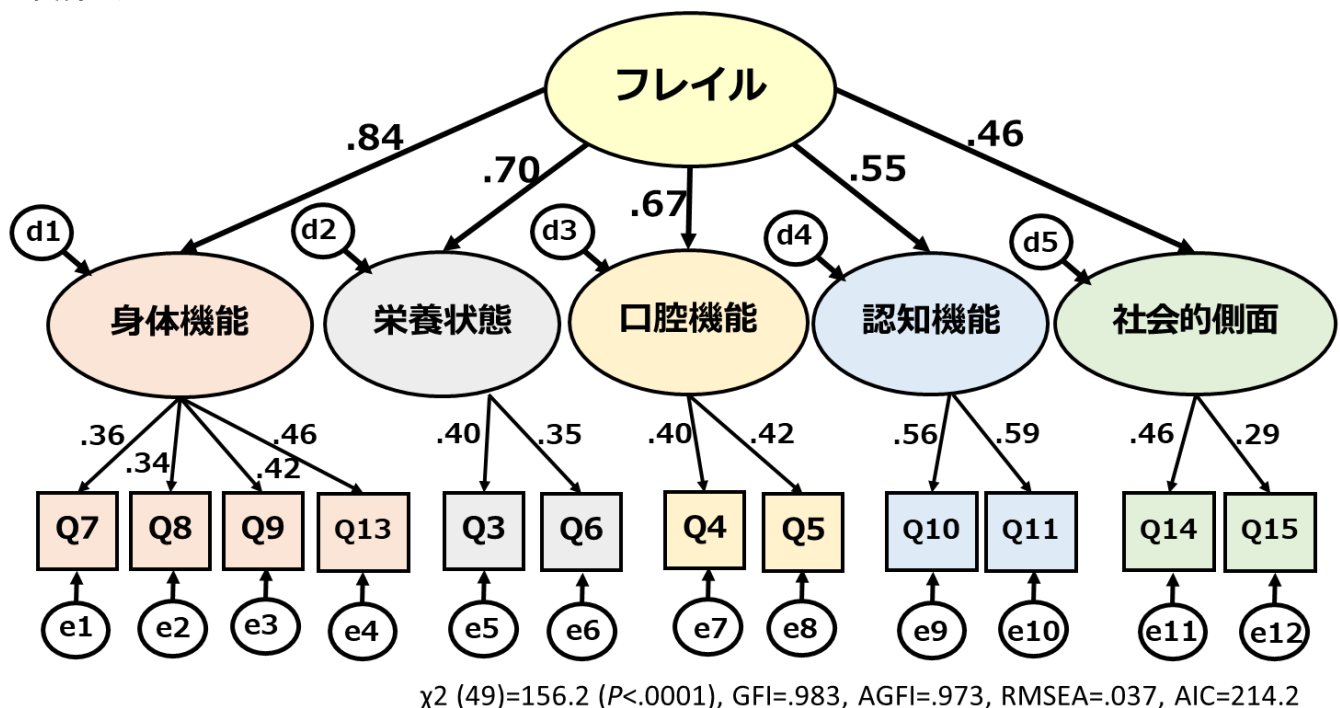 フレイル
.84
.70
.67
.55
.46
d1
d2
d3
d4
d5
身体機能
栄養状態
口腔機能
認知機能
社会的側面
.36
.34
.42
.46
.40
.35
.40
.42
.56
.59
.46
.29
Q7
Q8
Q9
Q13
Q3
Q6
Q4
Q5
Q10
Q11
Q14
Q15
e1
e2
e3
e4
e5
e6
e7
e8
e9
e10
e11
e12
χ2 (49)=156.2 (P<.0001), GFI=.983, AGFI=.973, RMSEA=.037, AIC=214.2